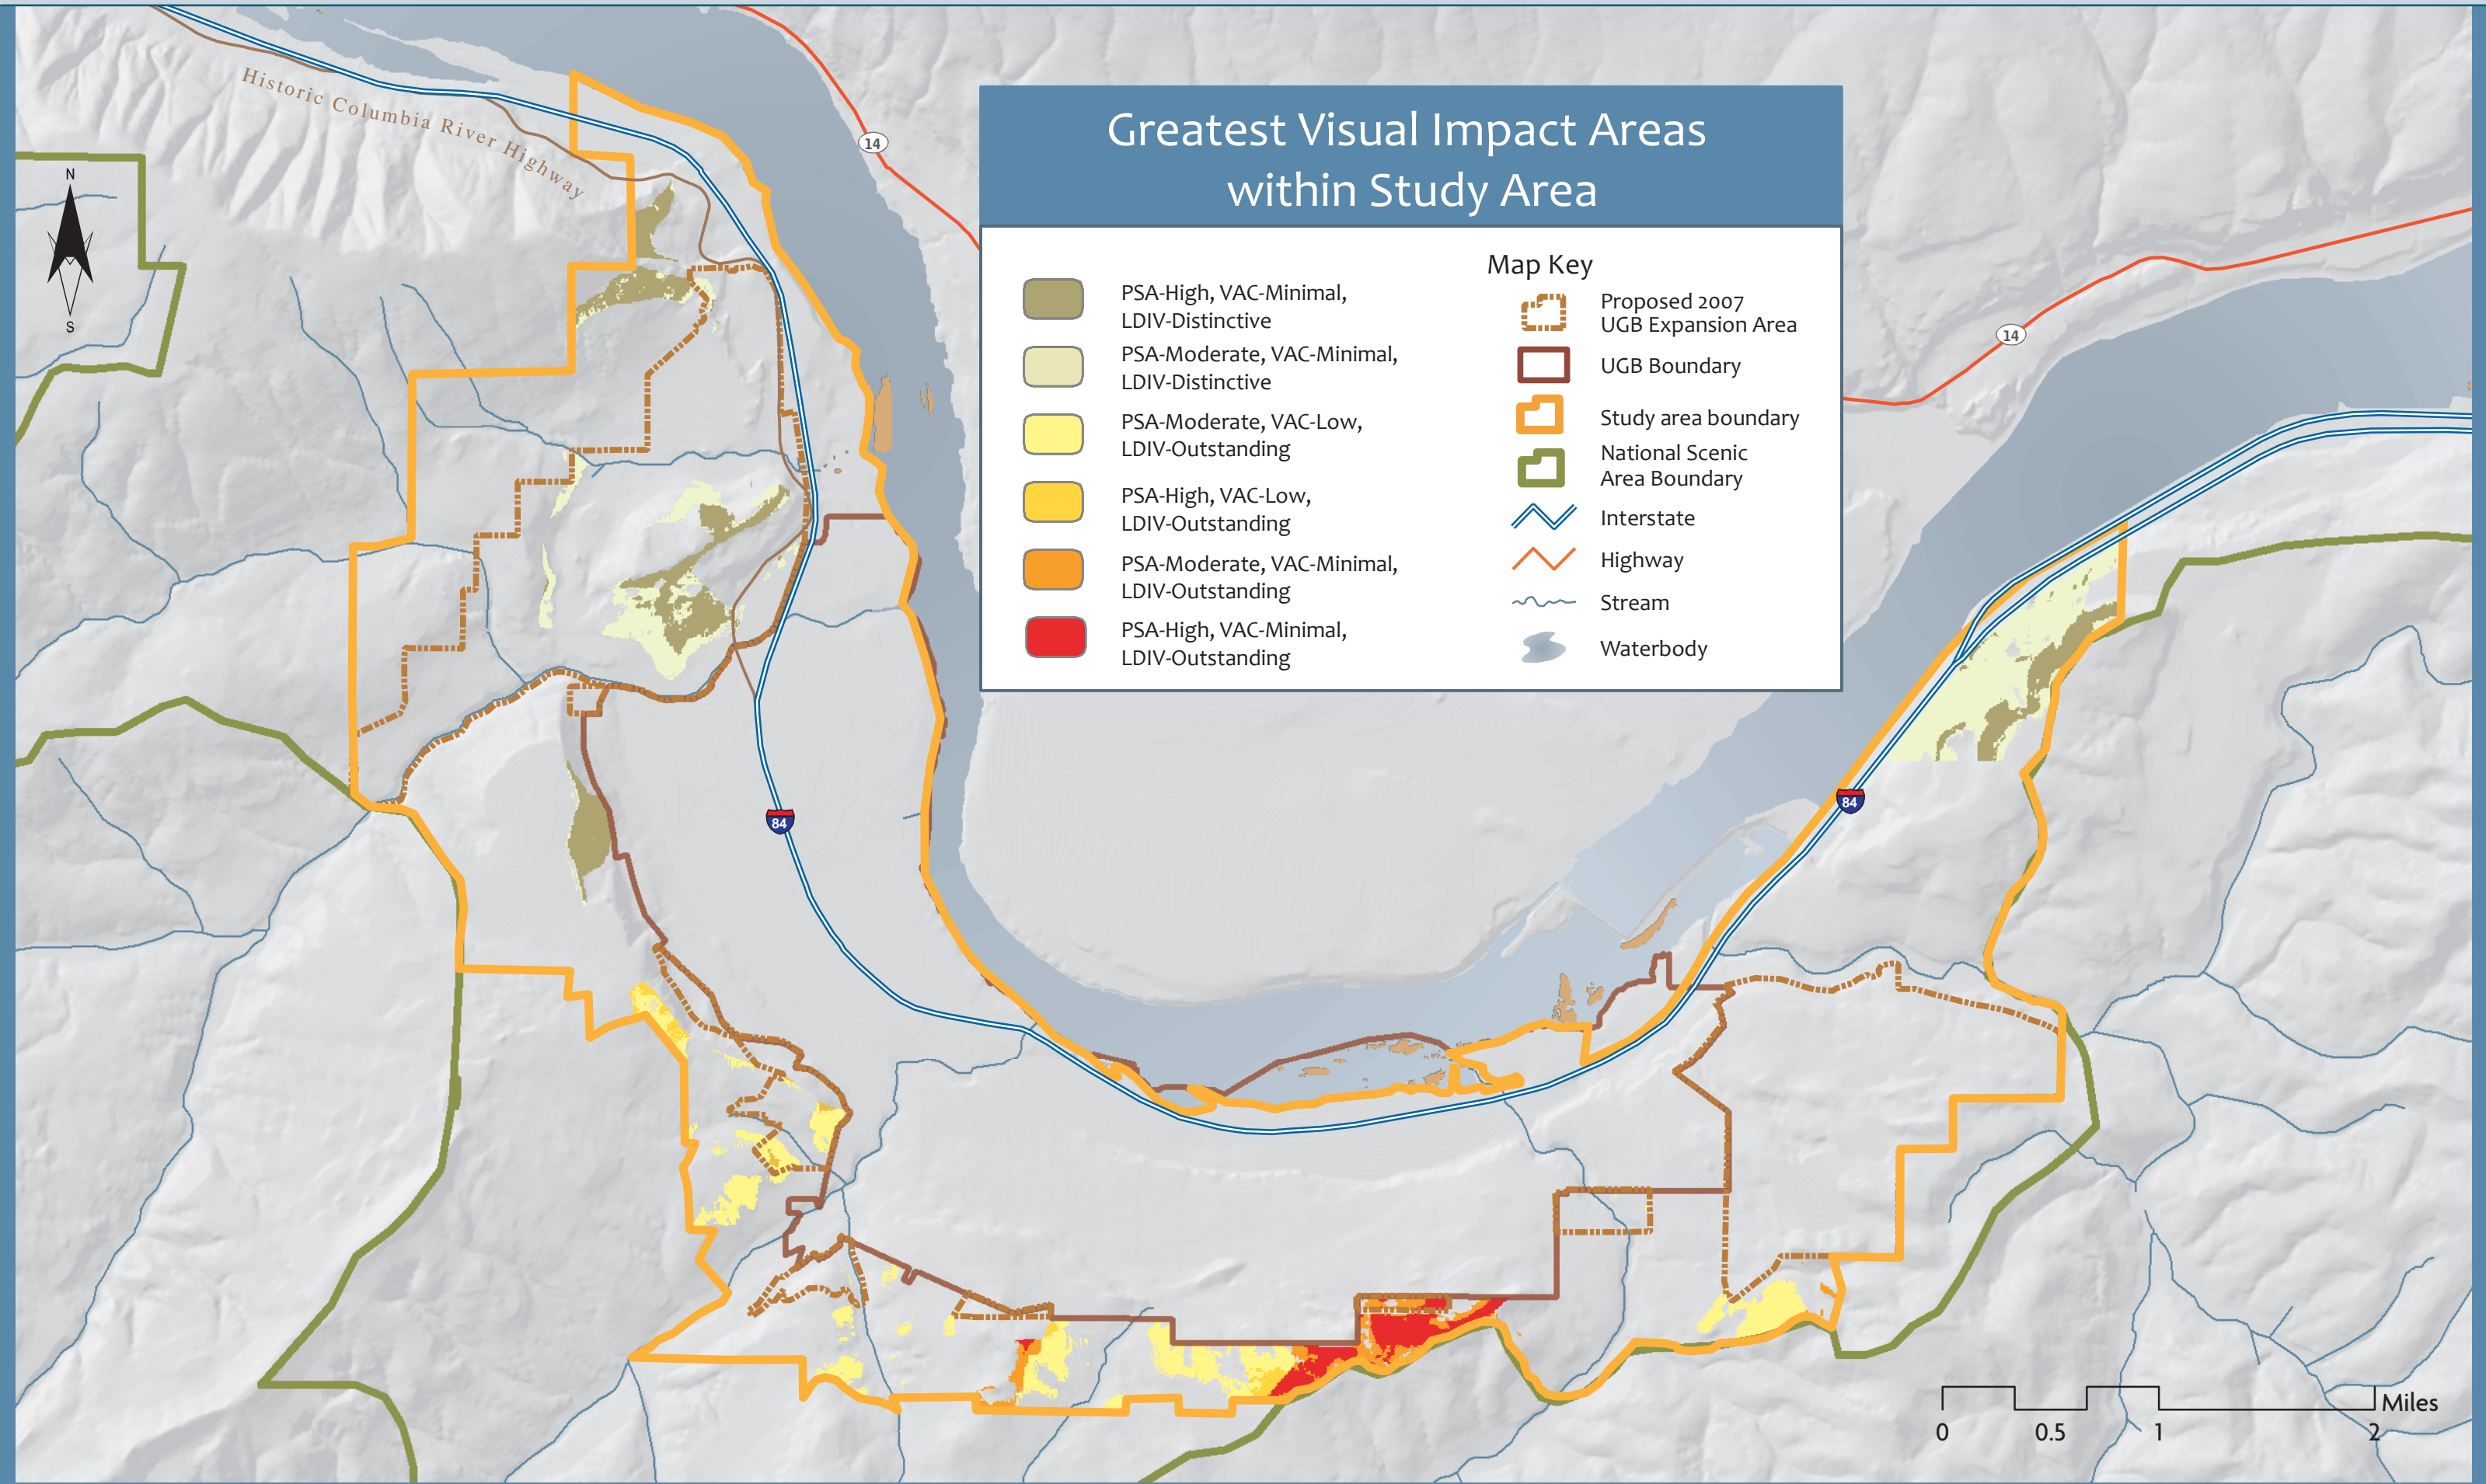 Historic Columbia River Highway
N
S
14
Greatest Visual Impact Areas
within Study Area
PSA-High, VAC-Minimal,
LDIV-Distinctive
PSA-Moderate, VAC-Minimal,
LDIV-Distinctive
PSA-Moderate, VAC-Low,
LDIV-Outstanding
PSA-High, VAC-Low,
LDIV-Outstanding
PSA-Moderate, VAC-Minimal,
LDIV-Outstanding
PSA-High, VAC-Minimal,
LDIV-Outstanding
Map Key
Proposed 2007
UGB Expansion Area
UGB Boundary
Study area boundary
National Scenic
Area Boundary
Interstate
Highway
Stream
Waterbody
14
84
84
Miles
0 0.5 1 2